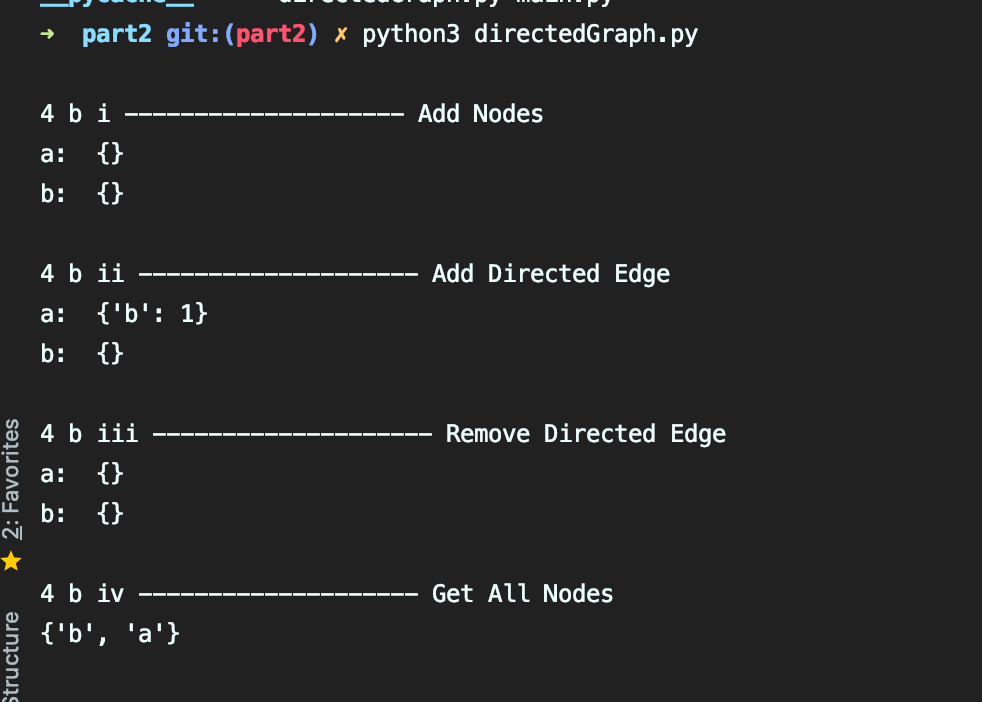 __pycache__ directedGraph.py main.py
➜ part2 git:(part2) ✗ python3 directedGraph.py
4 b i -------------------- Add Nodes
a: {}
b: {}
4 b ii -------------------- Add Directed Edge
a: {'b': 1}
b: {}
4 b iii -------------------- Remove Directed Edge
a: {}
b: {}
4 b iv -------------------- Get All Nodes
{'b', 'a'}
2: Favorites
Structure